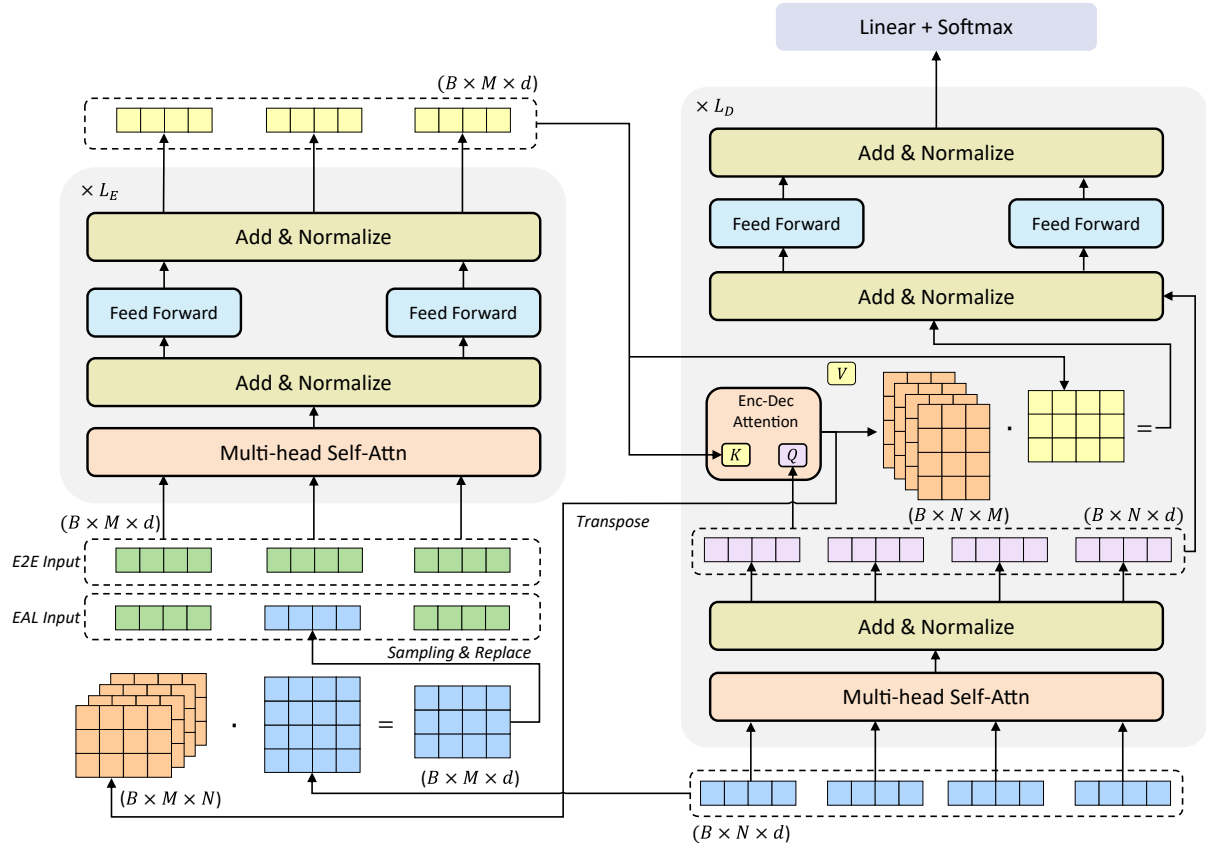 Linear + Softmax
(B × M × d)
× L_D
Add & Normalize
× L_E
Feed Forward
Feed Forward
Add & Normalize
Add & Normalize
Feed Forward
Feed Forward
Add & Normalize
V
Enc-Dec
Attention
K
Q
·
=
Multi-head Self-Attn
(B × M × d)
Transpose
(B × N × M)
(B × N × d)
E2E Input
EAL Input
Sampling & Replace
Add & Normalize
Multi-head Self-Attn
·
=
(B × M × N)
(B × M × d)
(B × N × d)